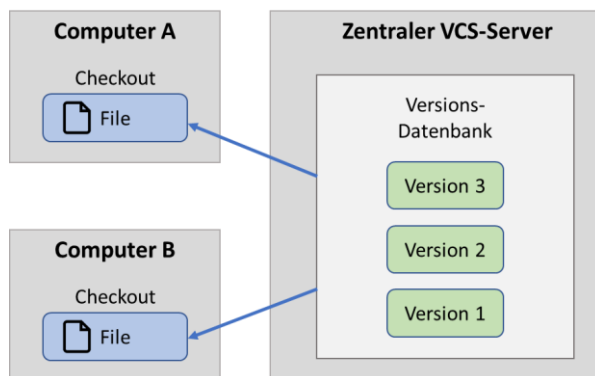 Computer A
Checkout
File
Computer B
Checkout
File
Zentraler VCS-Server
Versions-
Datenbank
Version 3
Version 2
Version 1